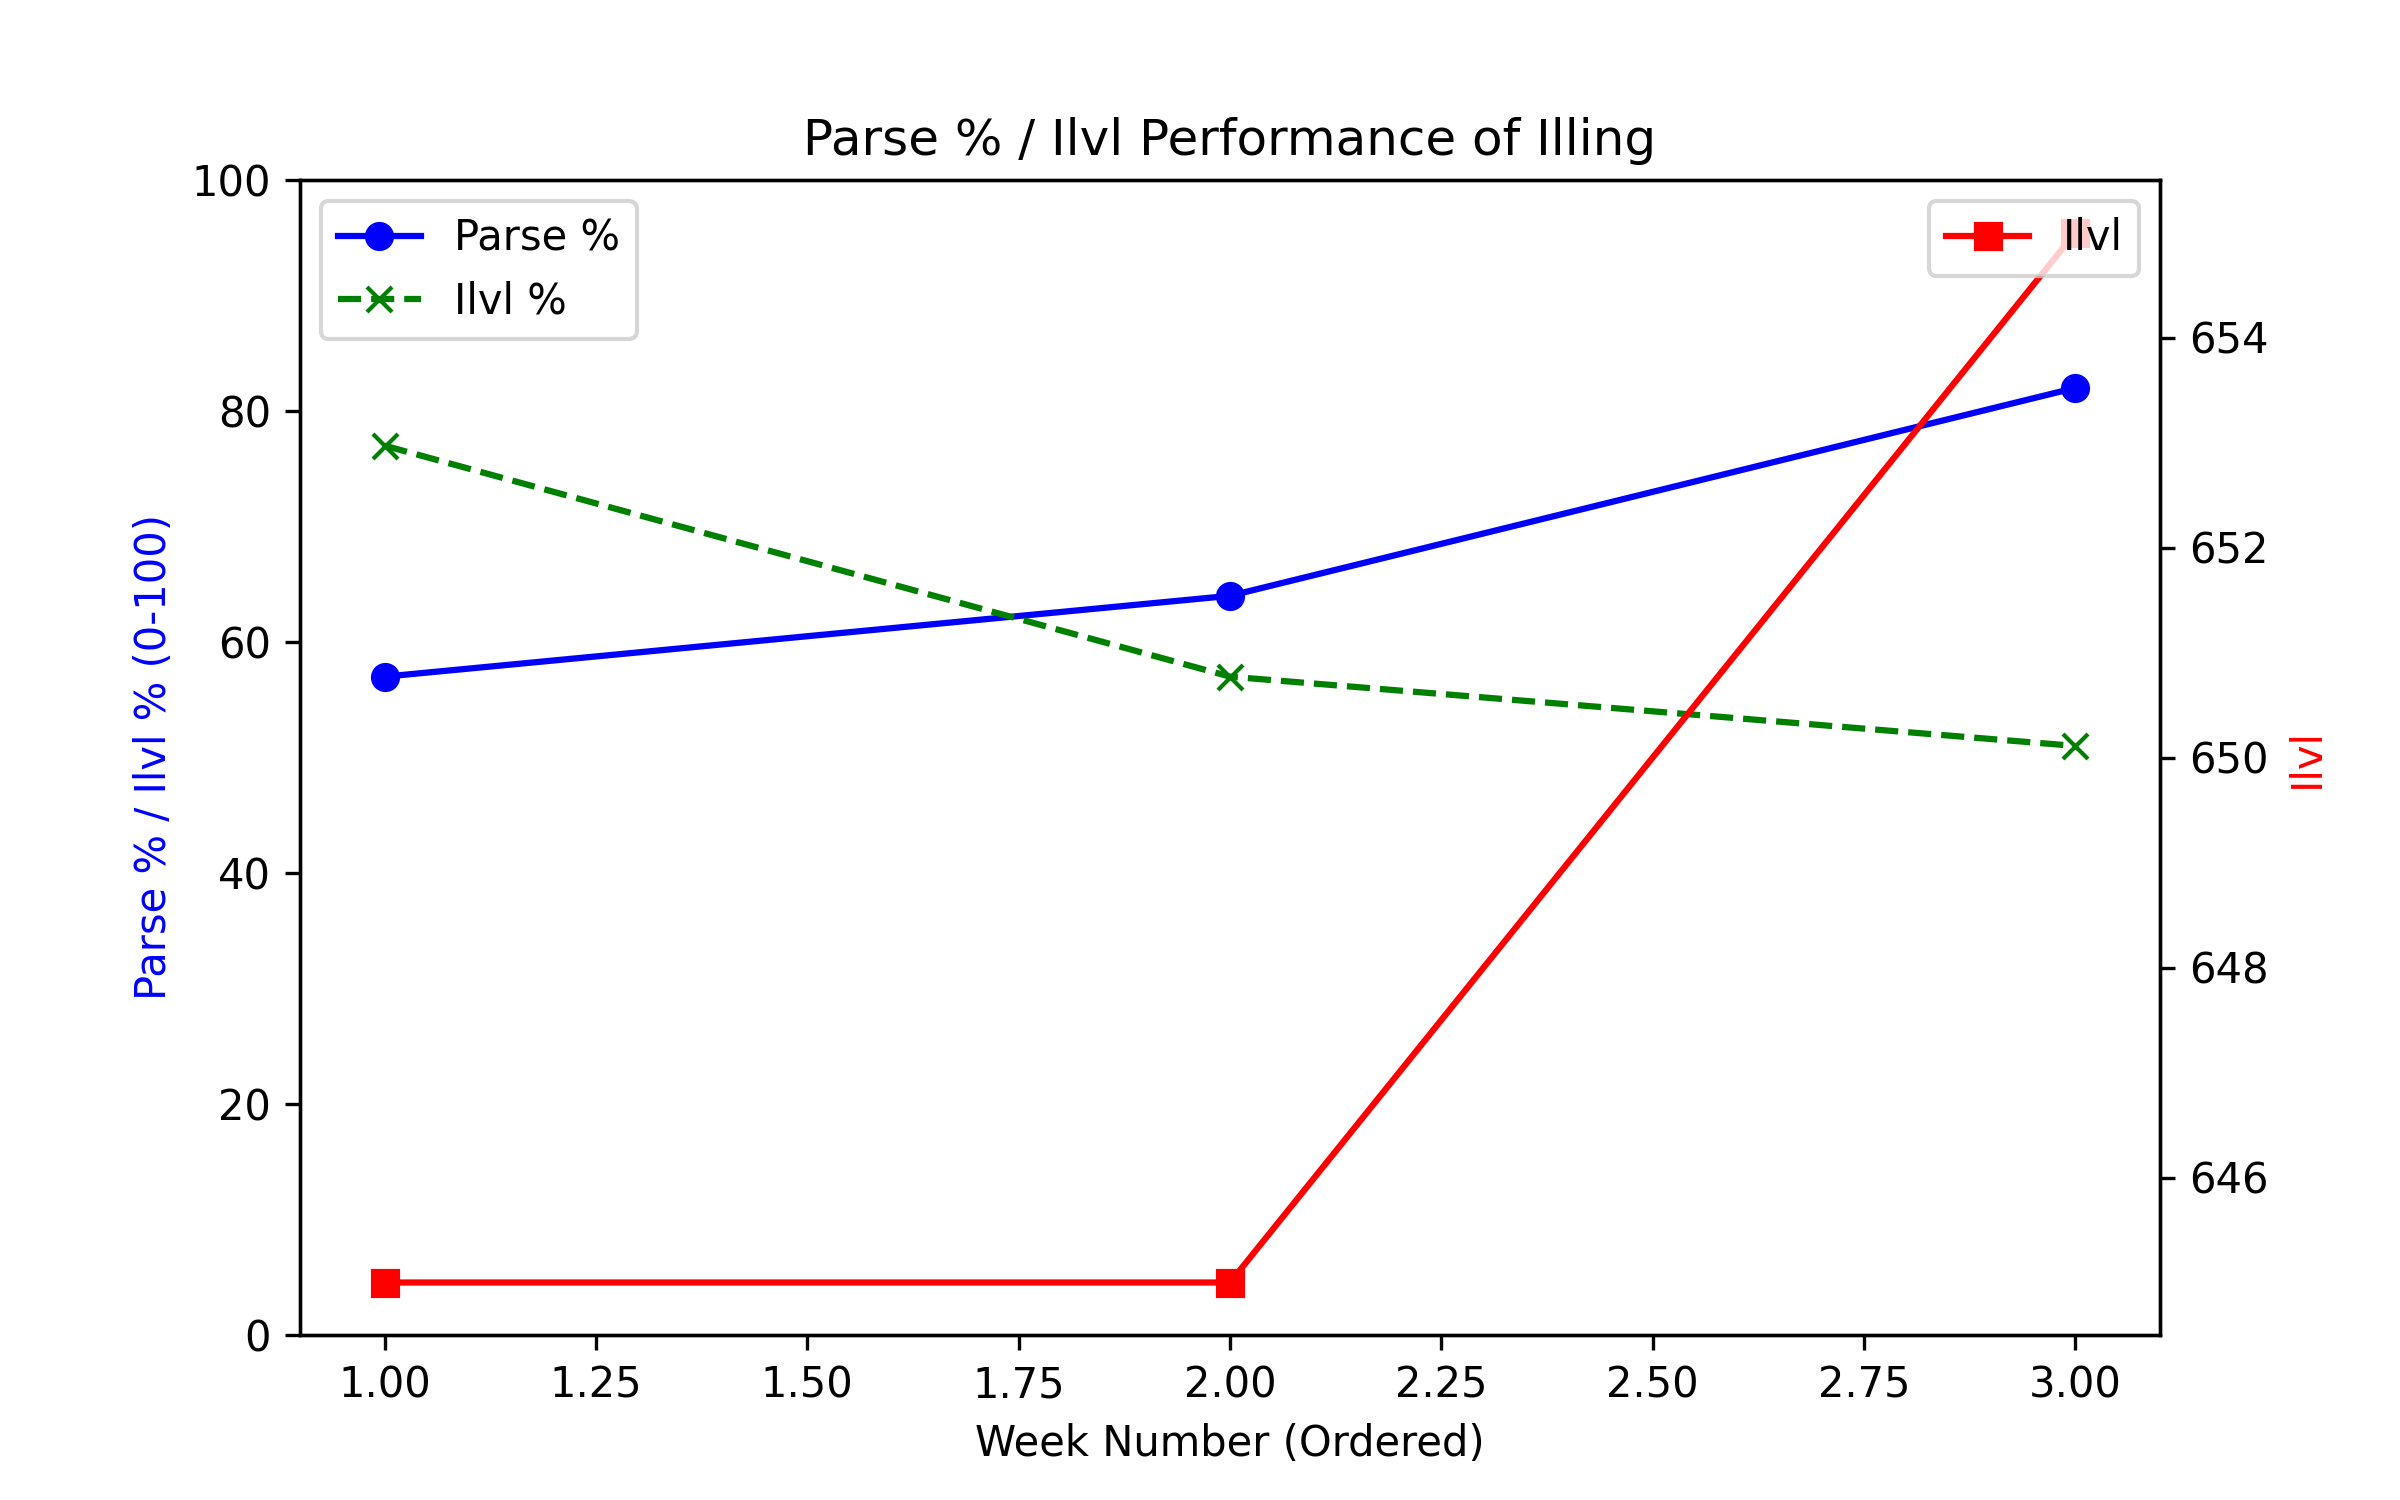 Parse % / Ilvl Performance of Illing
Parse %
Ilvl %
Ilvl
Parse % / Ilvl % (0-100)
100
80
60
40
20
0
654
652
650
648
646
Ilvl
1.00 1.25 1.50 1.75 2.00 2.25 2.50 2.75 3.00
Week Number (Ordered)